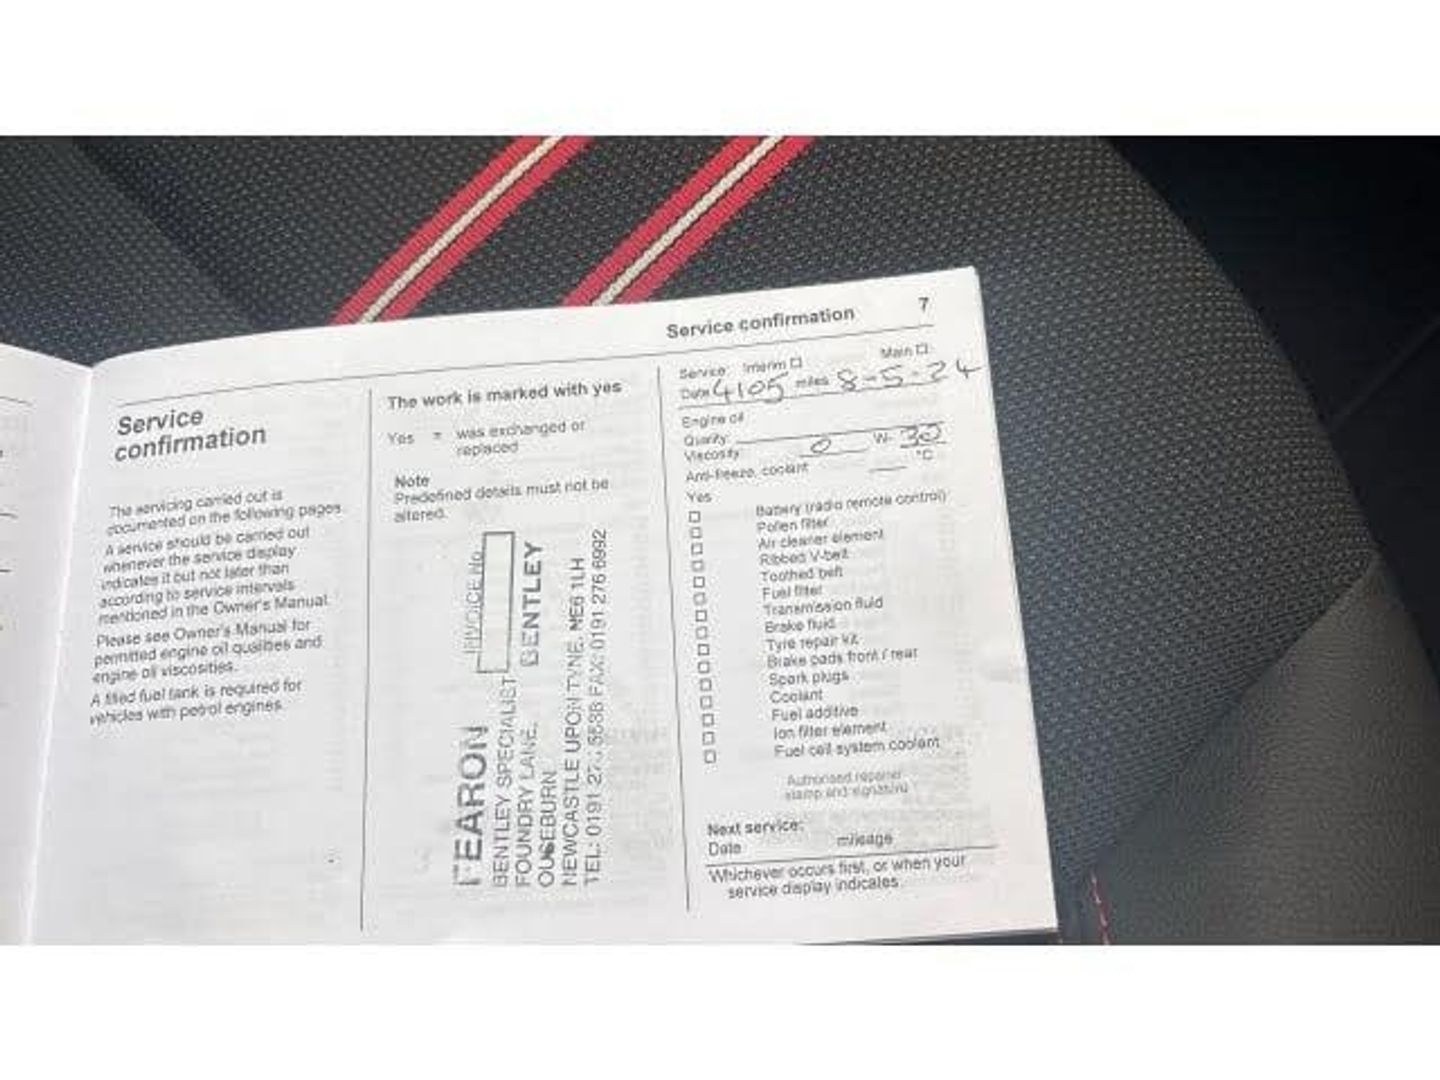 Service confirmation 7
Service
confirmation
The servicing carried out is
documented on the following pages.
A service should be carried out
whenever the service display
indicates it but not later than
according to service intervals
mentioned in the Owner's Manual.
Please see Owner's Manual for
permitted engine oil qualities and
engine oil viscosities.
A filled fuel tank is required for
vehicles with petrol engines.
The work is marked with yes
Yes = was exchanged or
replaced
Note
Predefined details must not be
altered.
INVOICE No
FEARON
BENTLEY SPECIALIST BENTLEY
FOUNDRY LANE,
OUSEBURN
NEWCASTLE UPON TYNE. NE6 1LH
TEL: 0191 FAX: 0191 276 6992
Service: Interim Main
Date 4105 miles 8-5-24
Engine oil
Quality:
Viscosity: 0 W- 30
Anti-freeze, coolant °C
Yes
Battery (radio remote control)
Pollen filter
Air cleaner element
Ribbed V-belt
Toothed belt
Fuel filter
Transmission fluid
Brake fluid
Tyre repair kit
Brake pads front / rear
Spark plugs
Coolant
Fuel additive
Ion filter element
Fuel cell system coolant
Authorised repairer
stamp and signature
Next service:
Date mileage
Whichever occurs first, or when your
service display indicates.